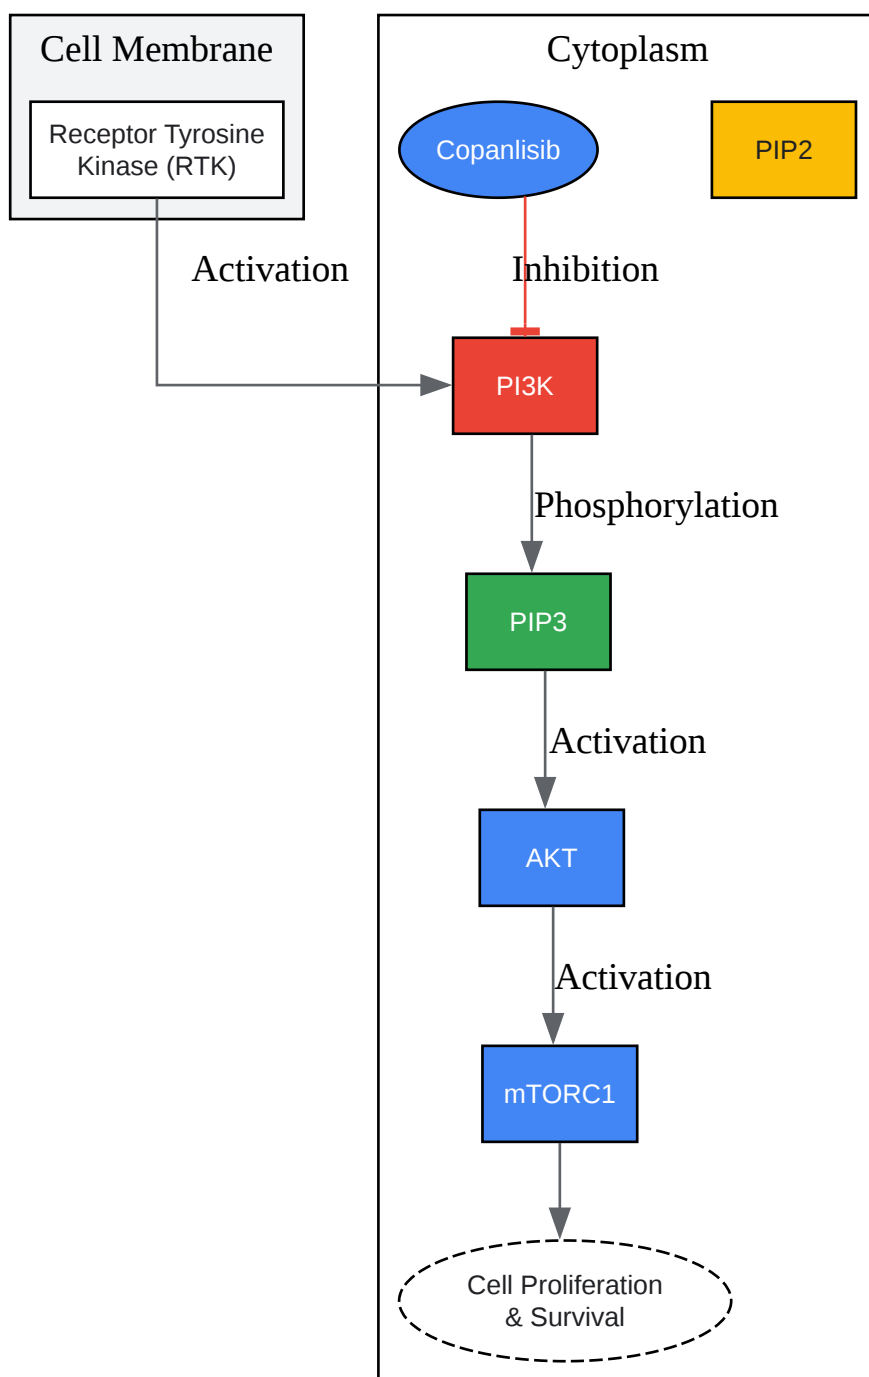 Cell Membrane
Receptor Tyrosine
Kinase (RTK)
Cytoplasm
Copanlisib
PIP2
Activation
Inhibition
PI3K
Phosphorylation
PIP3
Activation
AKT
Activation
mTORC1
Cell Proliferation
& Survival